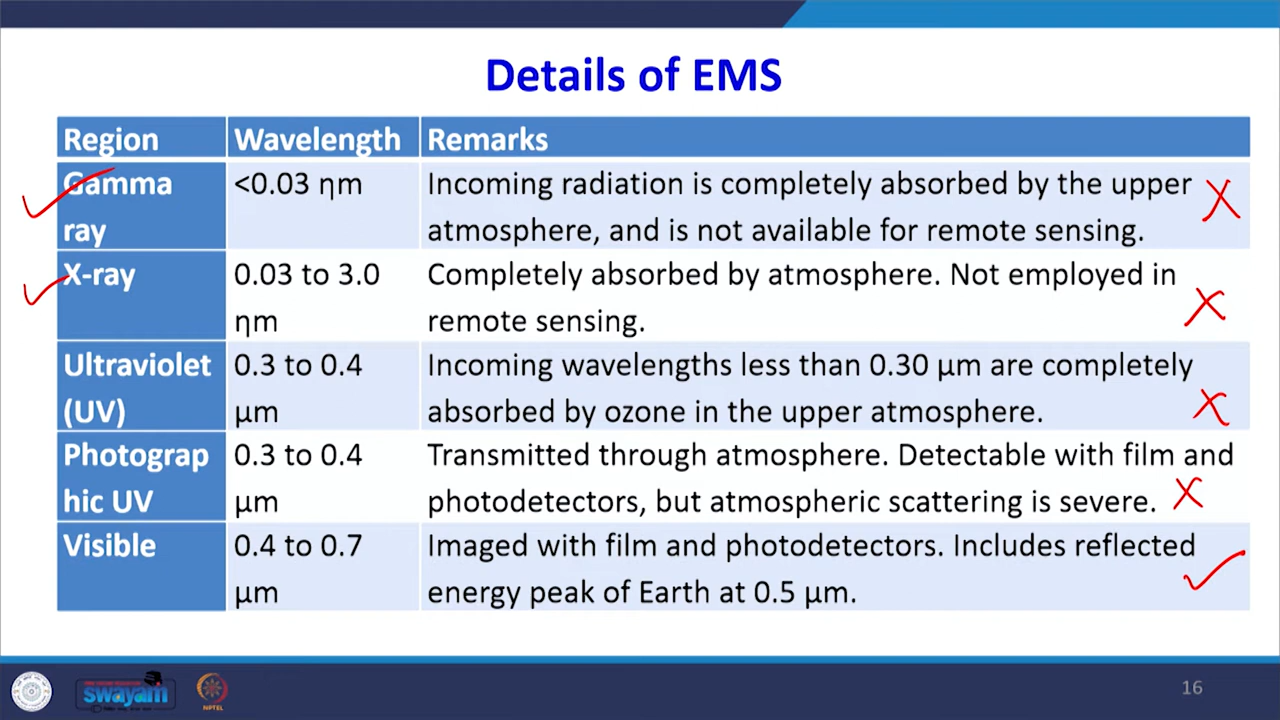 Details of EMS
Region Wavelength Remarks
Gamma <0.03 ηm Incoming radiation is completely absorbed by the upper
ray atmosphere, and is not available for remote sensing.
X-ray 0.03 to 3.0 Completely absorbed by atmosphere. Not employed in
ηm remote sensing.
Ultraviolet 0.3 to 0.4 Incoming wavelengths less than 0.30 μm are completely
(UV) μm absorbed by ozone in the upper atmosphere.
Photograp 0.3 to 0.4 Transmitted through atmosphere. Detectable with film and
hic UV μm photodetectors, but atmospheric scattering is severe.
Visible 0.4 to 0.7 Imaged with film and photodetectors. Includes reflected
μm energy peak of Earth at 0.5 μm.
swayam NPTEL 16